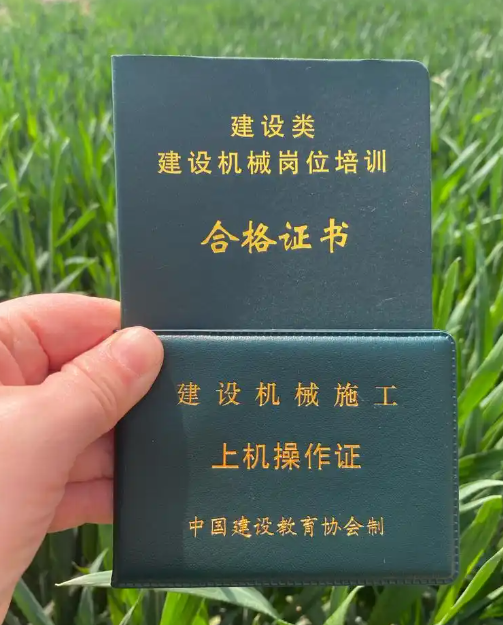 建设类
建设机械岗位培训
合格证书
建设机械施工
上机操作证
中国建设教育协会制